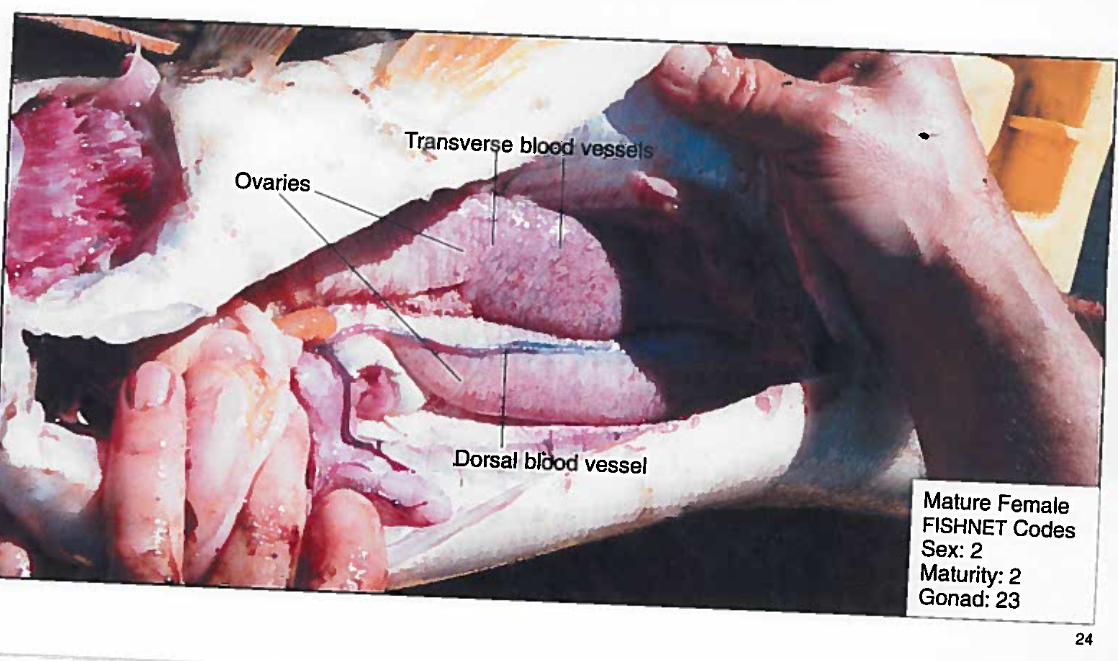 Transverse blood vessels
Ovaries
Dorsal blood vessel
Mature Female
FISHNET Codes
Sex: 2
Maturity: 2
Gonad: 23
24